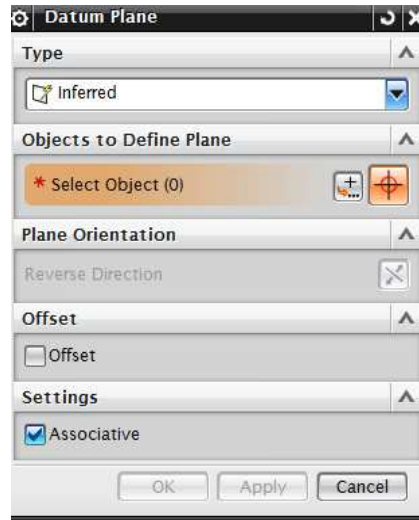 Datum Plane
Type
Inferred
Objects to Define Plane
* Select Object (0)
Plane Orientation
Reverse Direction
Offset
Offset
Settings
Associative
OK Apply Cancel